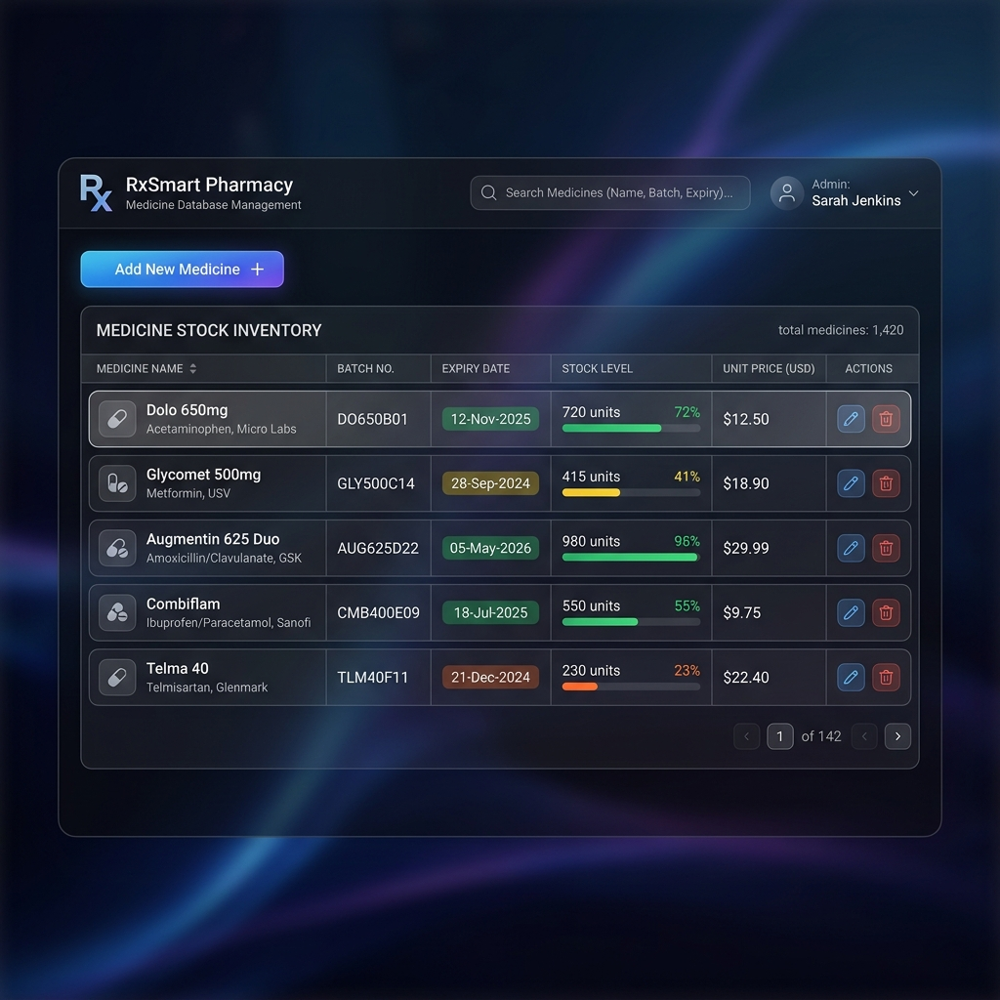 Rx RxSmart Pharmacy
Medicine Database Management
Search Medicines (Name, Batch, Expiry)...
Admin:
Sarah Jenkins
Add New Medicine +
MEDICINE STOCK INVENTORY
total medicines: 1,420
MEDICINE NAME BATCH NO. EXPIRY DATE STOCK LEVEL UNIT PRICE (USD) ACTIONS
Dolo 650mg
Acetaminophen, Micro Labs
DO650B01
12-Nov-2025
720 units 72%
$12.50
Glycomet 500mg
Metformin, USV
GLY500C14
28-Sep-2024
415 units 41%
$18.90
Augmentin 625 Duo
Amoxicillin/Clavulanate, GSK
AUG625D22
05-May-2026
980 units 96%
$29.99
Combiflam
Ibuprofen/Paracetamol, Sanofi
CMB400E09
18-Jul-2025
550 units 55%
$9.75
Telma 40
Telmisartan, Glenmark
TLM40F11
21-Dec-2024
230 units 23%
$22.40
1 of 142